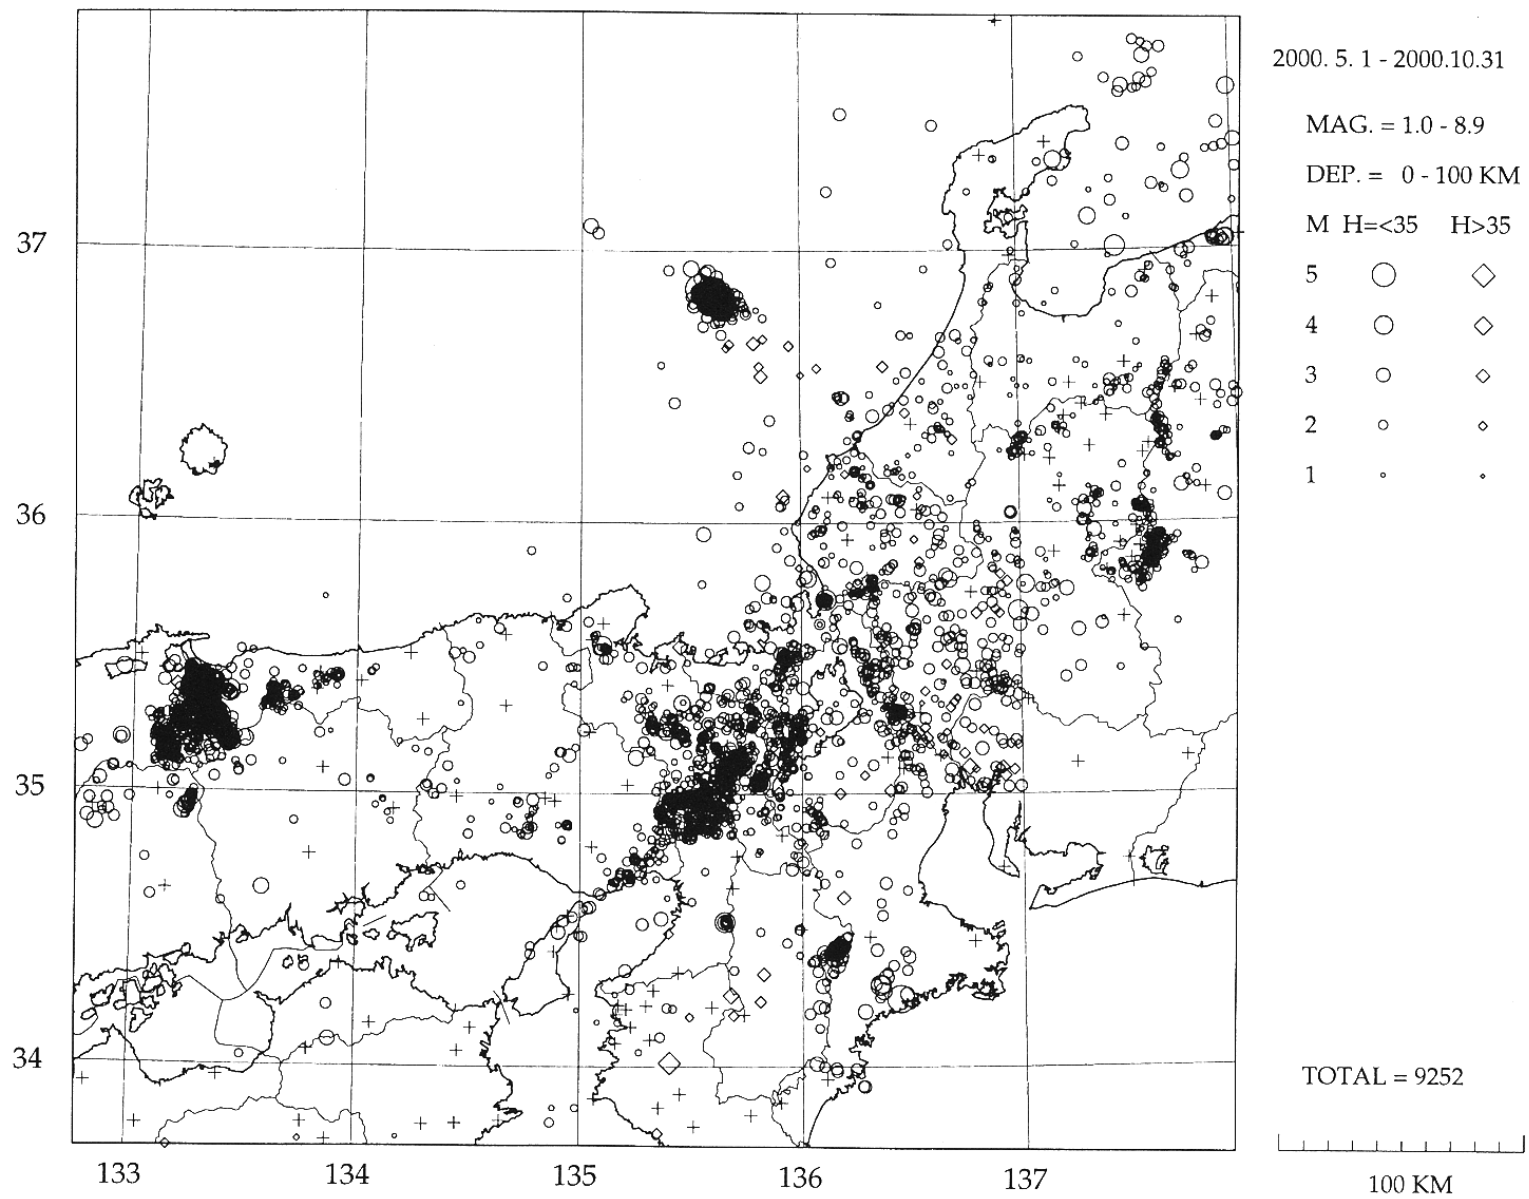 2000. 5. 1 - 2000.10.31
MAG. = 1.0 - 8.9
DEP. = 0 - 100 KM
M H=<35 H>35
5
4
3
2
1
37
36
35
34
TOTAL = 9252
133 134 135 136 137
100 KM